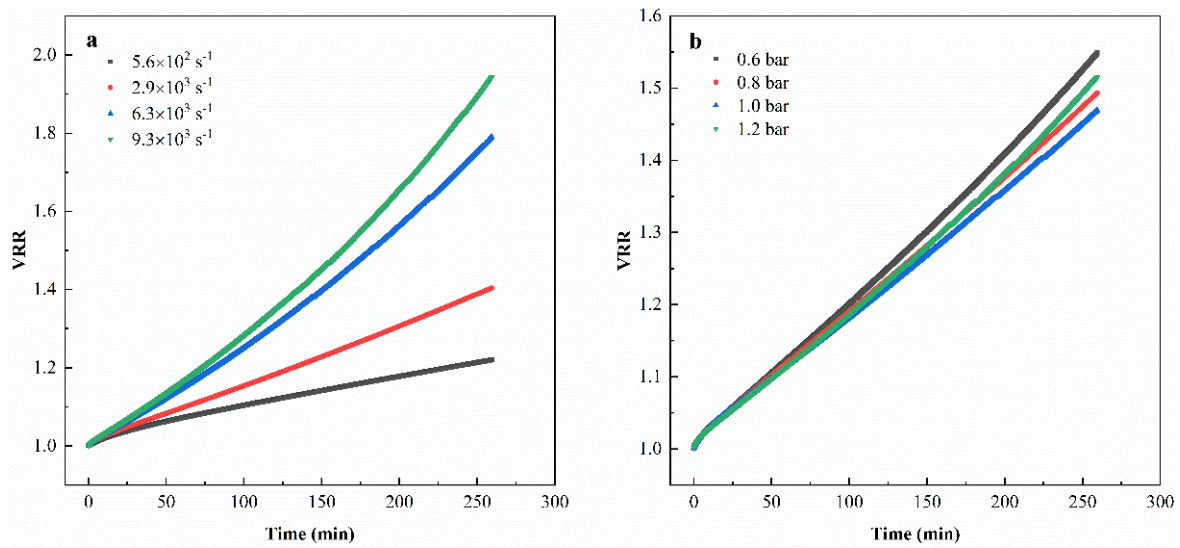 a
5.6×10² s⁻¹
2.9×10³ s⁻¹
6.3×10³ s⁻¹
9.3×10³ s⁻¹
2.0
1.8
1.6
1.4
1.2
1.0
VRR
0 50 100 150 200 250 300
Time (min)
b
0.6 bar
0.8 bar
1.0 bar
1.2 bar
1.6
1.5
1.4
1.3
1.2
1.1
1.0
VRR
0 50 100 150 200 250 300
Time (min)